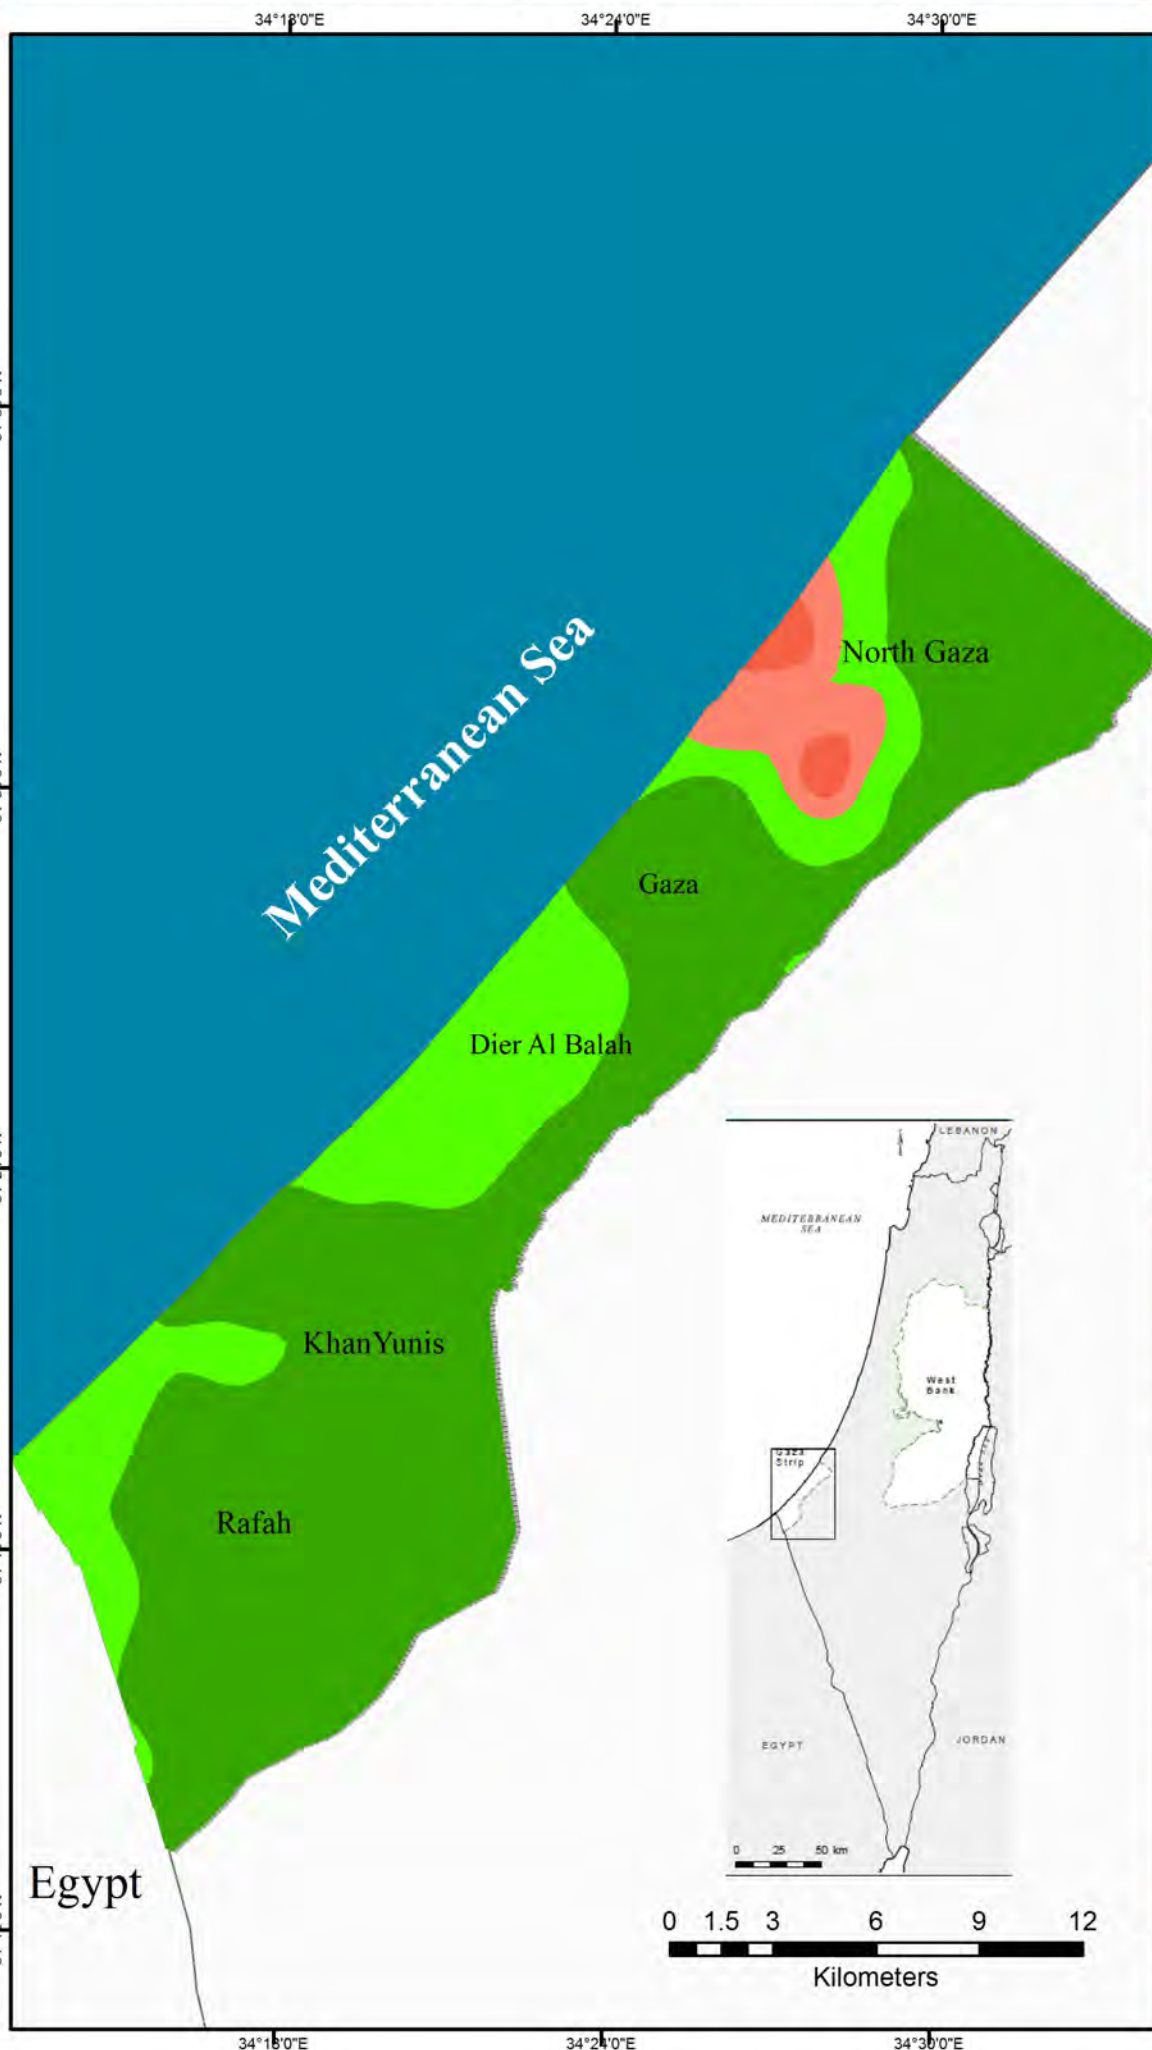 34°18'0"E
34°24'0"E
34°30'0"E
Mediterranean Sea
North Gaza
Gaza
Dier Al Balah
KhanYunis
Rafah
Egypt
LEBANON
MEDITERRANEAN
SEA
West
Bank
Gaza
Strip
EGYPT
JORDAN
0 25 50 km
0 1.5 3 6 9 12
Kilometers
34°18'0"E
34°24'0"E
34°30'0"E